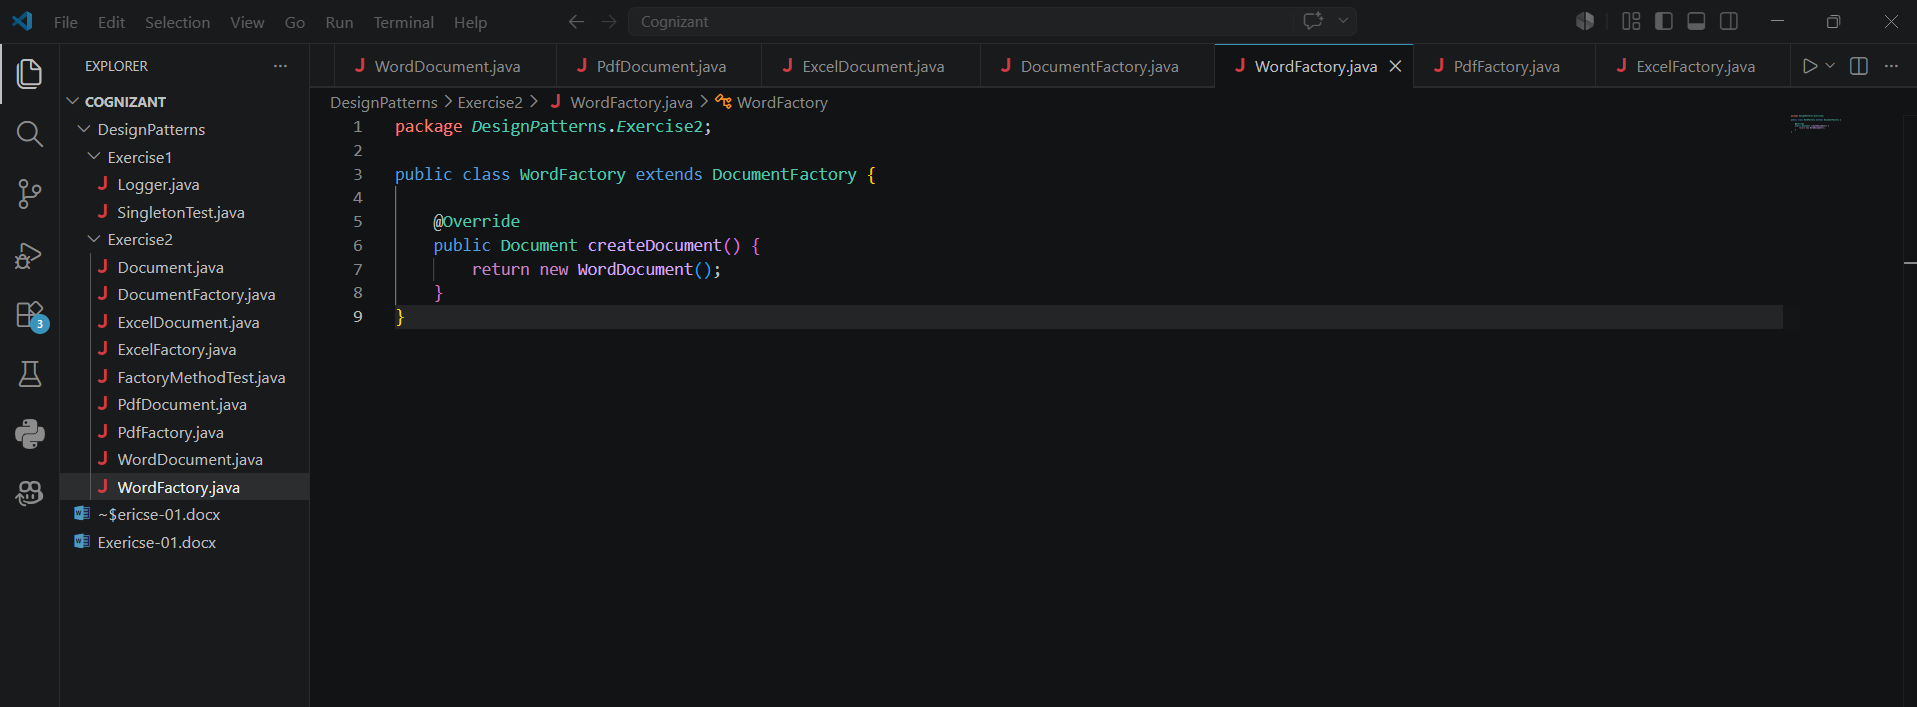 File Edit Selection View Go Run Terminal Help Cognizant
EXPLORER
WordDocument.java PdfDocument.java ExcelDocument.java DocumentFactory.java WordFactory.java PdfFactory.java ExcelFactory.java
COGNIZANT
DesignPatterns
Exercise1
Logger.java
SingletonTest.java
Exercise2
Document.java
DocumentFactory.java
ExcelDocument.java
ExcelFactory.java
FactoryMethodTest.java
PdfDocument.java
PdfFactory.java
WordDocument.java
WordFactory.java
~$ericse-01.docx
Exericse-01.docx
3
DesignPatterns > Exercise2 > WordFactory.java > WordFactory
1 package DesignPatterns.Exercise2;
2
3 public class WordFactory extends DocumentFactory {
4
5 @Override
6 public Document createDocument() {
7 return new WordDocument();
8 }
9 }